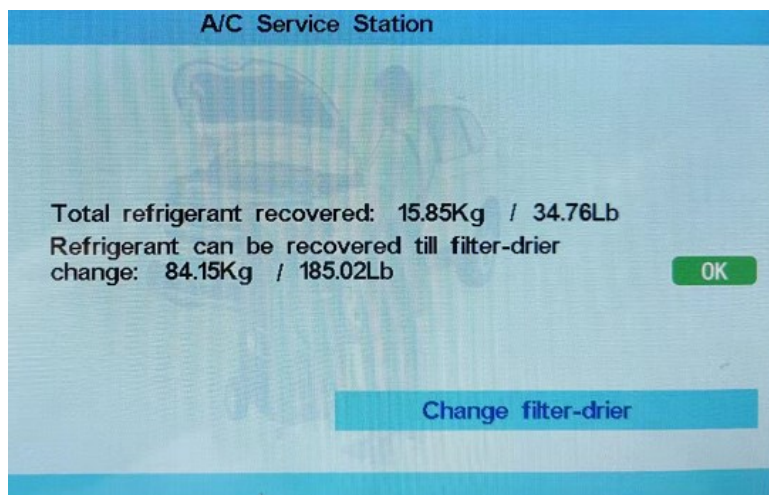 A/C Service Station
Total refrigerant recovered: 15.85Kg / 34.76Lb
Refrigerant can be recovered till filter-drier
change: 84.15Kg / 185.02Lb
OK
Change filter-drier